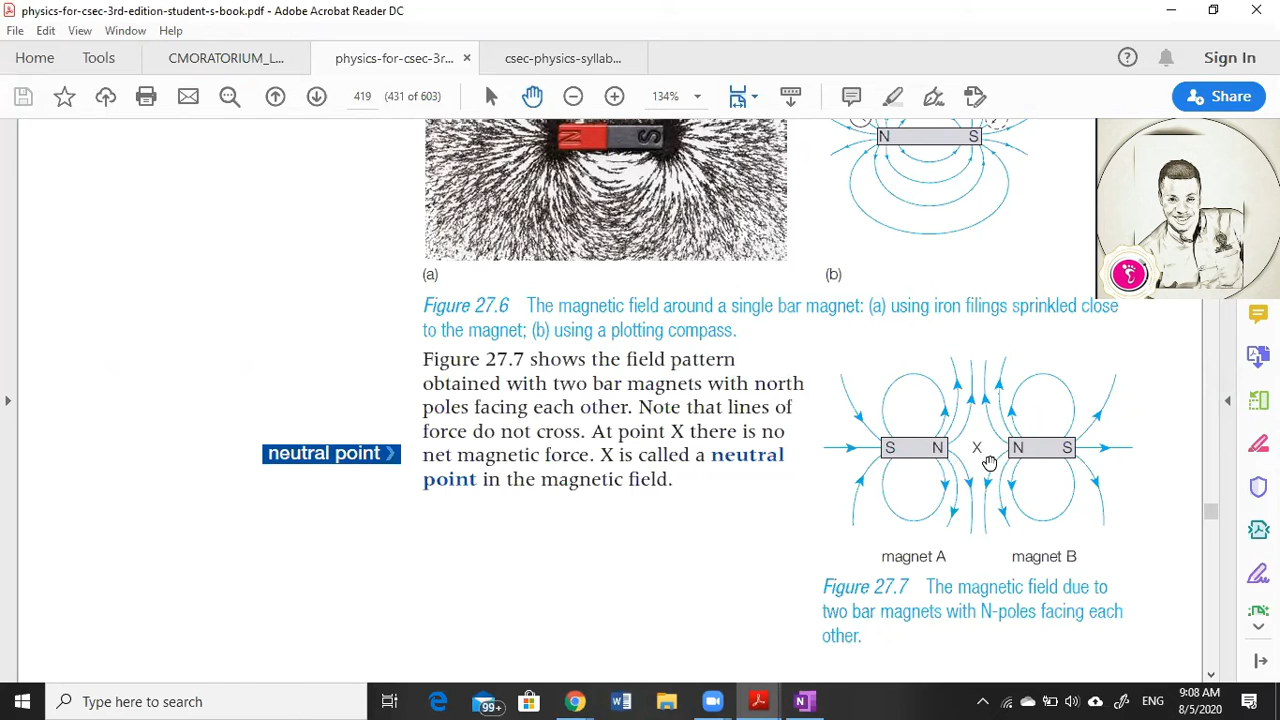 physics-for-csec-3rd-edition-student-s-book.pdf - Adobe Acrobat Reader DC
File Edit View Window Help
Home Tools CMORATORIUM_L... physics-for-csec-3r... × csec-physics-syllab... Sign In
419 (431 of 603) 134% Share
N S
N S
(a) (b)
Figure 27.6 The magnetic field around a single bar magnet: (a) using iron filings sprinkled close
to the magnet; (b) using a plotting compass.
Figure 27.7 shows the field pattern
obtained with two bar magnets with north
poles facing each other. Note that lines of
force do not cross. At point X there is no
neutral point
net magnetic force. X is called a neutral
point in the magnetic field.
S N X N S
magnet A magnet B
Figure 27.7 The magnetic field due to
two bar magnets with N-poles facing each
other.
Type here to search 99+ ENG 9:08 AM
8/5/2020